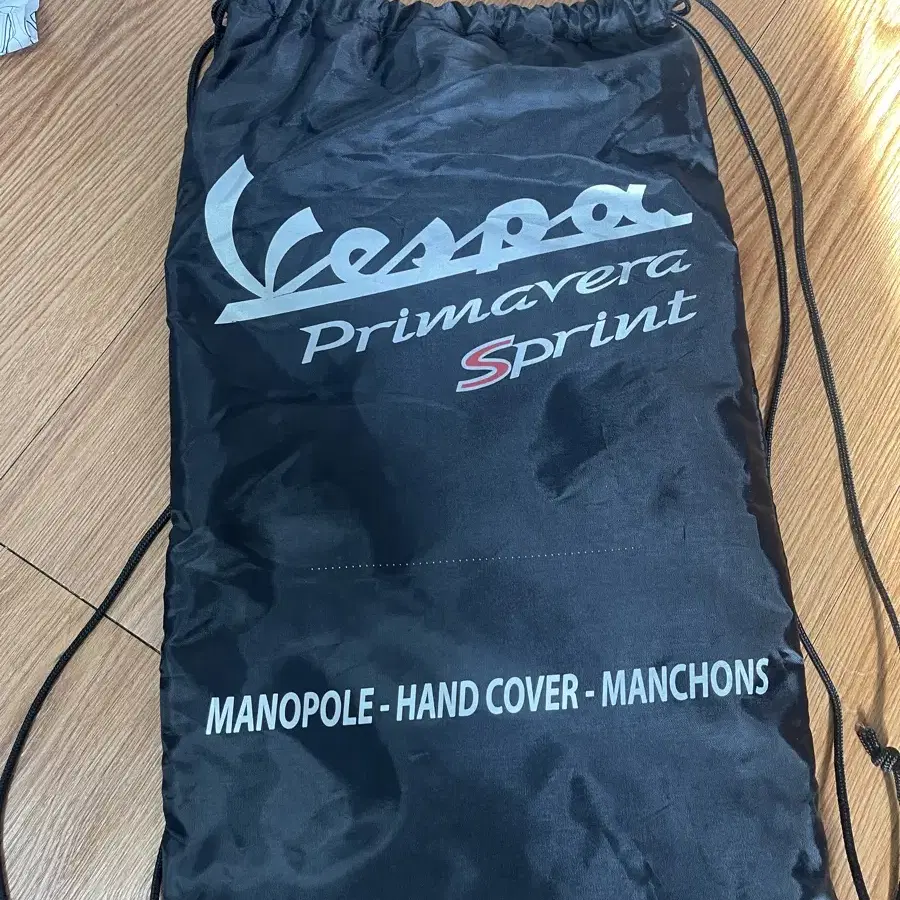 Vespa
Primavera
Sprint
MANOPOLE - HAND COVER - MANCHONS